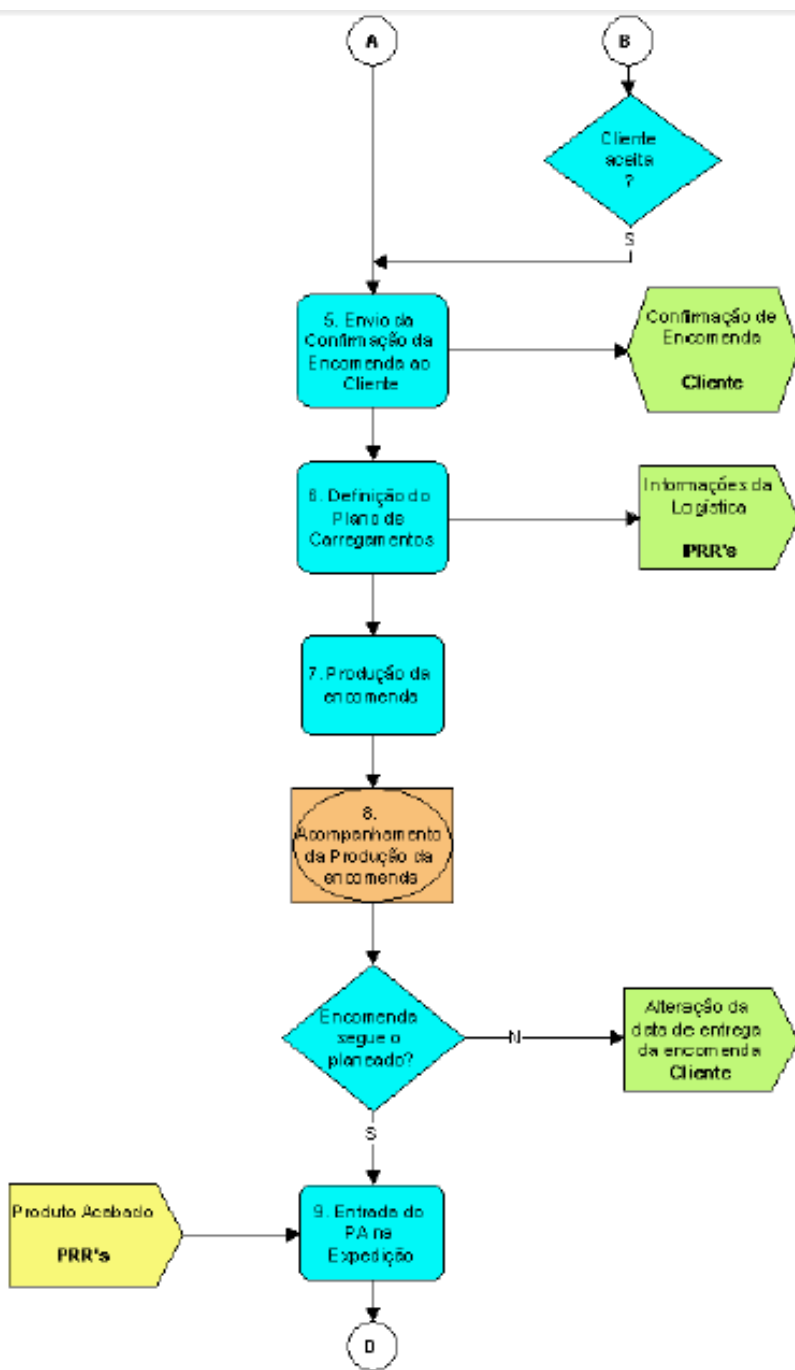 A
B
Cliente
aceita
?
S
5. Envio da
Confirmação da
Encomenda ao
Cliente
Confirmação de
Encomenda
Cliente
6. Definição do
Plano de
Carregamentos
Informações da
Logística
PRR's
7. Produção da
encomenda
8.
Acompanhamento
da Produção da
encomenda
Encomenda
segue o
planeado?
N
Alteração da
data de entrega
da encomenda
Cliente
S
Produto Acabado
PRR's
9. Entrada do
PA na
Expedição
D